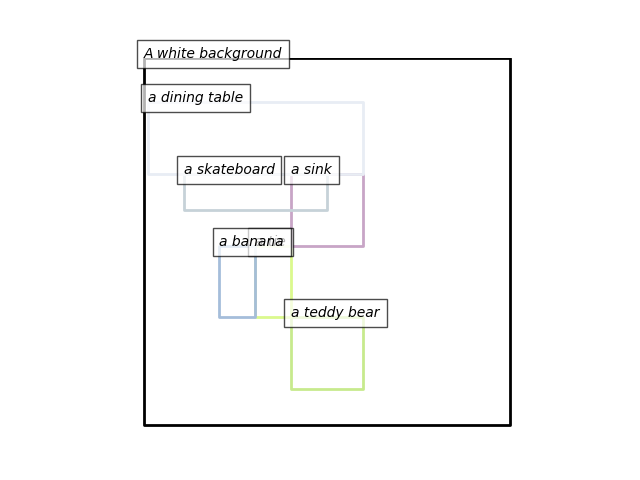 A white background
a dining table
a skateboard
a sink
a banana
a teddy bear